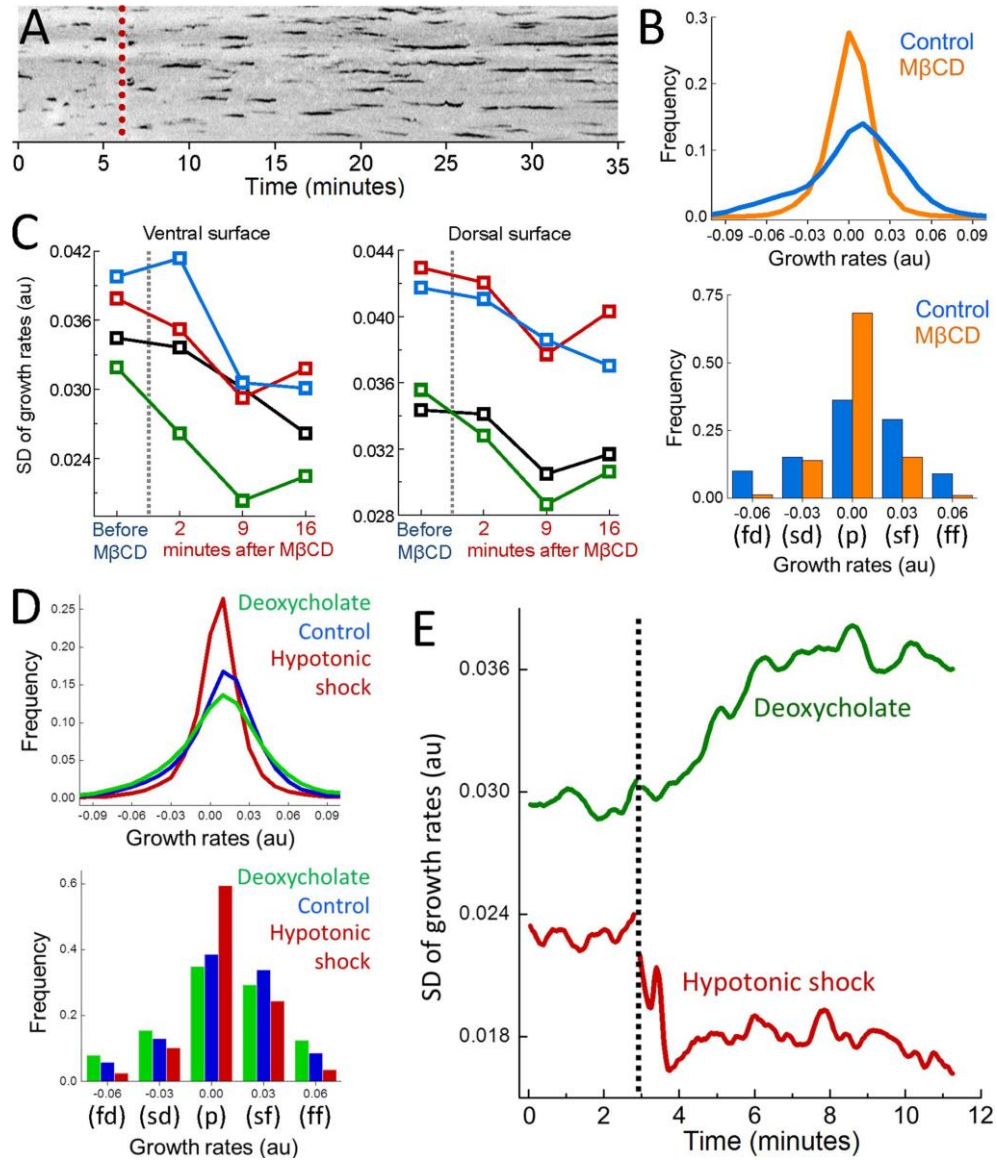 A
0 5 10 15 20 25 30 35
Time (minutes)
B
0.3
0.2
0.1
0.0
Frequency
Control
MβCD
-0.09 -0.06 -0.03 0.00 0.03 0.06 0.09
Growth rates (au)
0.75
0.50
0.25
0.00
Frequency
Control
MβCD
-0.06 -0.03 0.00 0.03 0.06
(fd) (sd) (p) (sf) (ff)
Growth rates (au)
C
Ventral surface
SD of growth rates (au)
0.042
0.036
0.030
0.024
Before 2 9 16
MβCD minutes after MβCD
Dorsal surface
0.044
0.040
0.036
0.032
0.028
Before 2 9 16
MβCD minutes after MβCD
D
0.25
0.20
0.15
0.10
0.05
0.00
Frequency
Deoxycholate
Control
Hypotonic
shock
-0.09 -0.06 -0.03 0.00 0.03 0.06 0.09
Growth rates (au)
0.6
0.4
0.2
0.0
Frequency
Deoxycholate
Control
Hypotonic
shock
-0.06 -0.03 0.00 0.03 0.06
(fd) (sd) (p) (sf) (ff)
Growth rates (au)
E
SD of growth rates (au)
0.036
0.030
0.024
0.018
Deoxycholate
Hypotonic shock
0 2 4 6 8 10 12
Time (minutes)